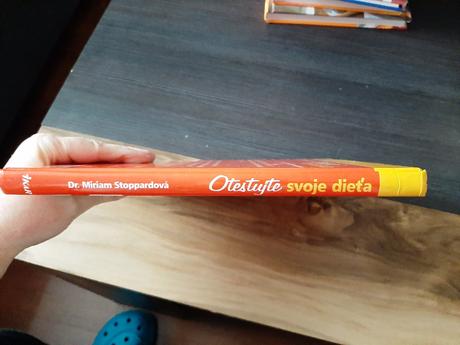 Dr. Miriam Stoppardová Otestujte svoje dieťa